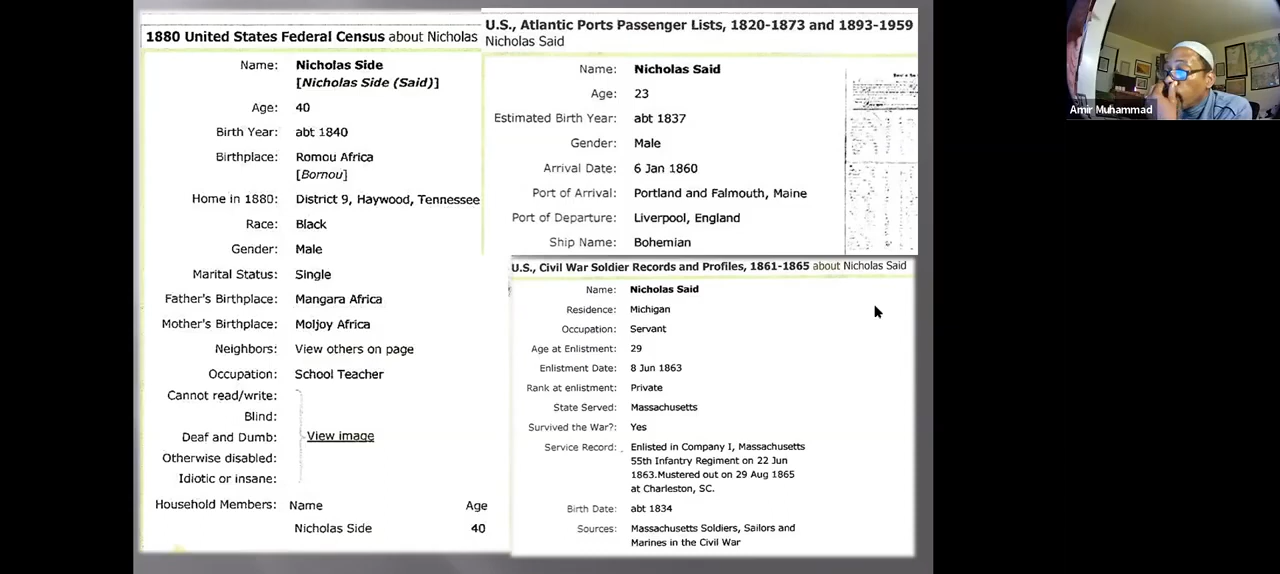 1880 United States Federal Census about Nicholas
Name: Nicholas Side
[Nicholas Side (Said)]
Age: 40
Birth Year: abt 1840
Birthplace: Romou Africa
[Bornou]
Home in 1880: District 9, Haywood, Tennessee
Race: Black
Gender: Male
Marital Status: Single
Father's Birthplace: Mangara Africa
Mother's Birthplace: Moljoy Africa
Neighbors: View others on page
Occupation: School Teacher
Cannot read/write:
Blind:
Deaf and Dumb: View image
Otherwise disabled:
Idiotic or insane:
Household Members: Name Age
Nicholas Side 40
U.S., Atlantic Ports Passenger Lists, 1820-1873 and 1893-1959
Nicholas Said
Name: Nicholas Said
Age: 23
Estimated Birth Year: abt 1837
Gender: Male
Arrival Date: 6 Jan 1860
Port of Arrival: Portland and Falmouth, Maine
Port of Departure: Liverpool, England
Ship Name: Bohemian
U.S., Civil War Soldier Records and Profiles, 1861-1865 about Nicholas Said
Name: Nicholas Said
Residence: Michigan
Occupation: Servant
Age at Enlistment: 29
Enlistment Date: 8 Jun 1863
Rank at enlistment: Private
State Served: Massachusetts
Survived the War?: Yes
Service Record: Enlisted in Company I, Massachusetts
55th Infantry Regiment on 22 Jun
1863.Mustered out on 29 Aug 1865
at Charleston, SC.
Birth Date: abt 1834
Sources: Massachusetts Soldiers, Sailors and
Marines in the Civil War
Amir Muhammad